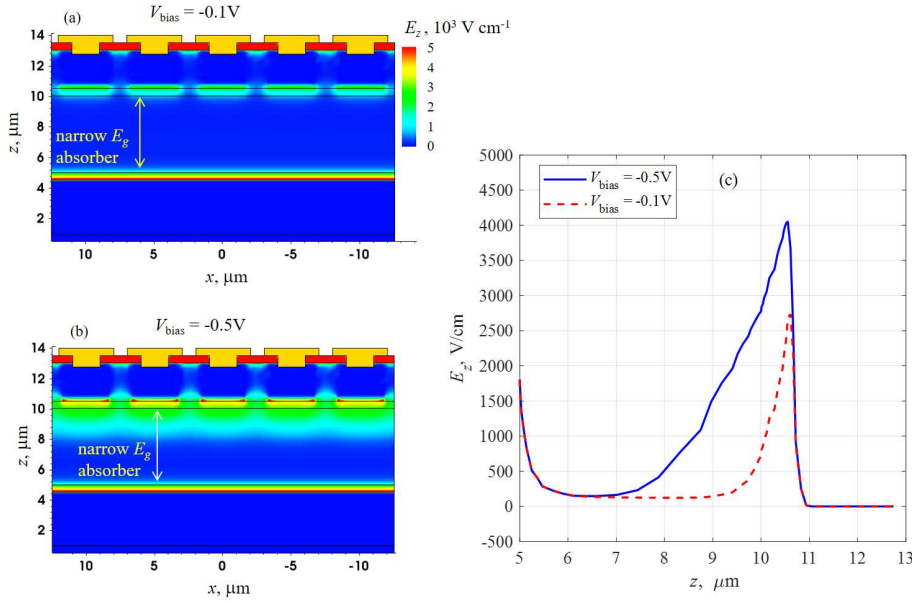 (a)
V_bias = -0.1V
E_z , 10³ V cm⁻¹
14
12
10
8
6
4
2
z, μm
narrow E_g
absorber
5
4
3
2
1
0
10
5
0
-5
-10
x, μm
(b)
V_bias = -0.5V
14
12
10
8
6
4
2
z, μm
narrow E_g
absorber
10
5
0
-5
-10
x, μm
(c)
V_bias = -0.5V
V_bias = -0.1V
5000
4500
4000
3500
3000
2500
2000
1500
1000
500
0
-500
E_z, V/cm
5
6
7
8
9
10
11
12
13
z, μm